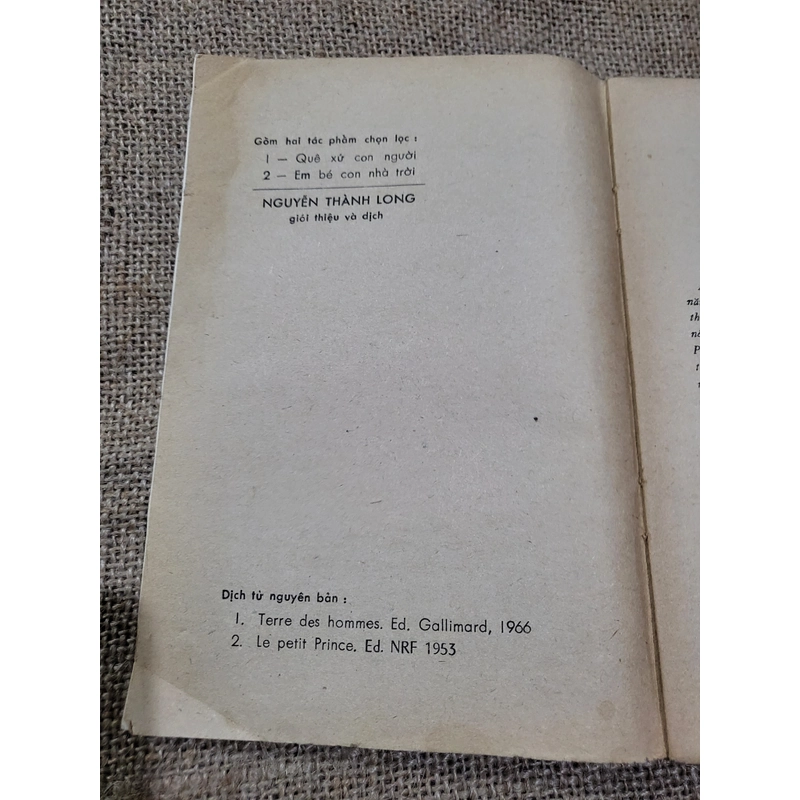 Gồm hai tác phẩm chọn lọc :
1 — Quê xứ con người
2 — Em bé con nhà trời
NGUYỄN THÀNH LONG
giới thiệu và dịch
Dịch từ nguyên bản :
1. Terre des hommes. Ed. Gallimard, 1966
2. Le petit Prince. Ed. NRF 1953